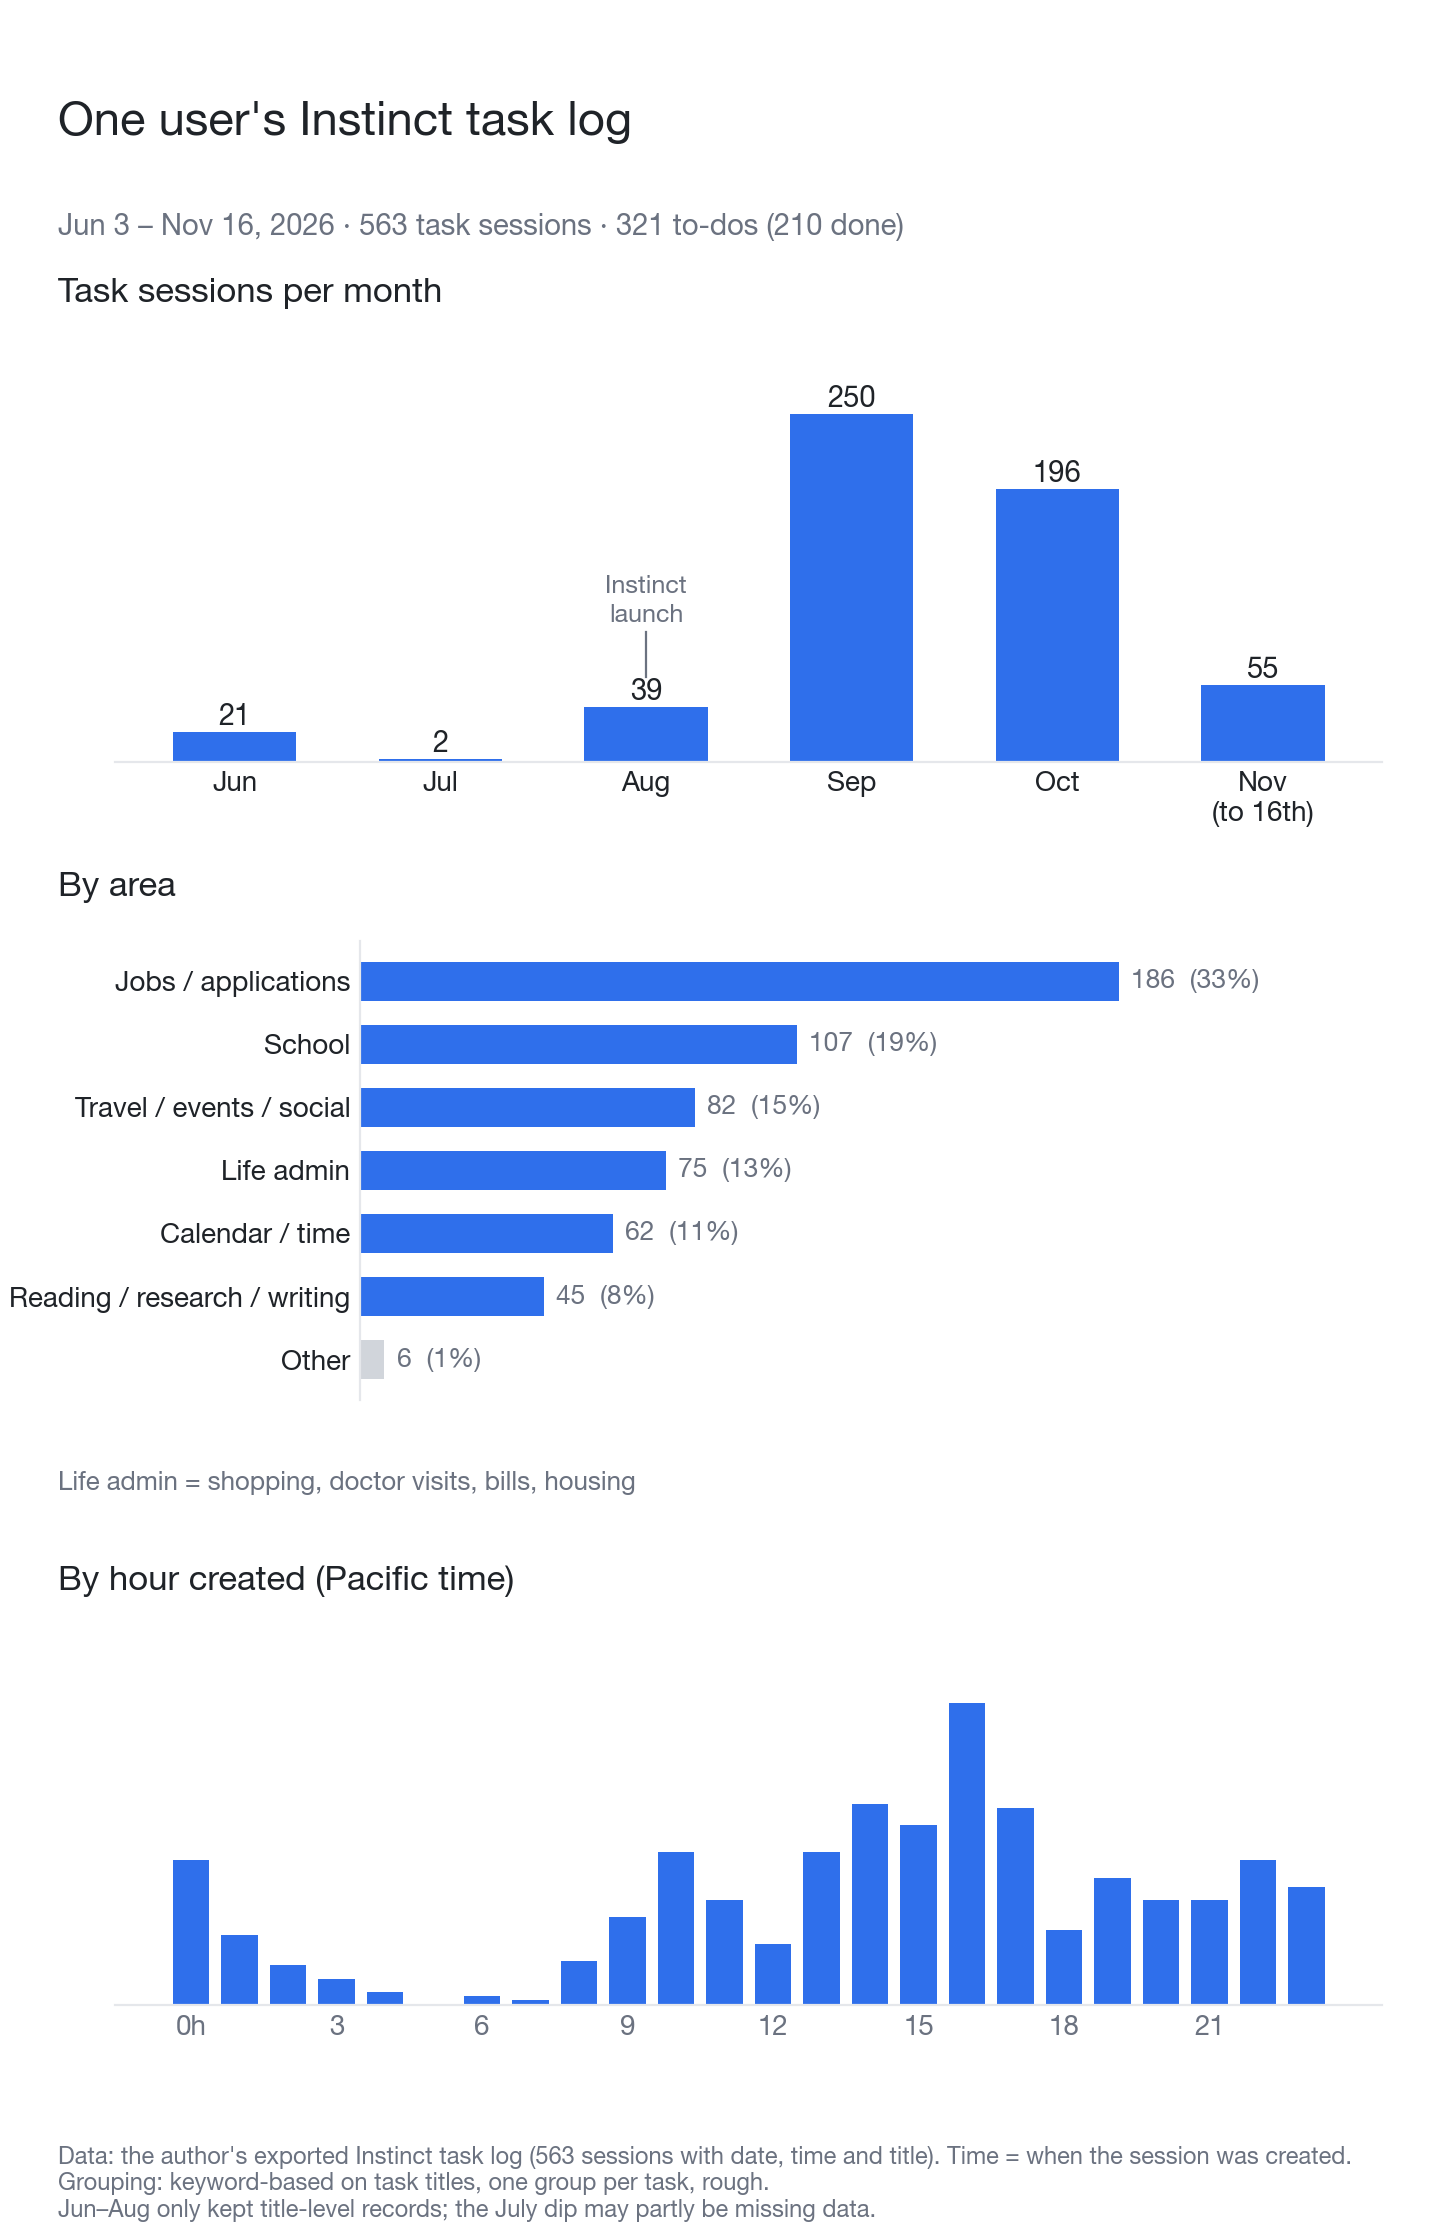 One user's Instinct task log
Jun 3 – Nov 16, 2026 · 563 task sessions · 321 to-dos (210 done)
Task sessions per month
250
196
Instinct
launch
55
39
21
2
Jun
Jul
Aug
Sep
Oct
Nov
(to 16th)
By area
Jobs / applications 186 (33%)
School 107 (19%)
Travel / events / social 82 (15%)
Life admin 75 (13%)
Calendar / time 62 (11%)
Reading / research / writing 45 (8%)
Other 6 (1%)
Life admin = shopping, doctor visits, bills, housing
By hour created (Pacific time)
0h 3 6 9 12 15 18 21
Data: the author's exported Instinct task log (563 sessions with date, time and title). Time = when the session was created.
Grouping: keyword-based on task titles, one group per task, rough.
Jun–Aug only kept title-level records; the July dip may partly be missing data.